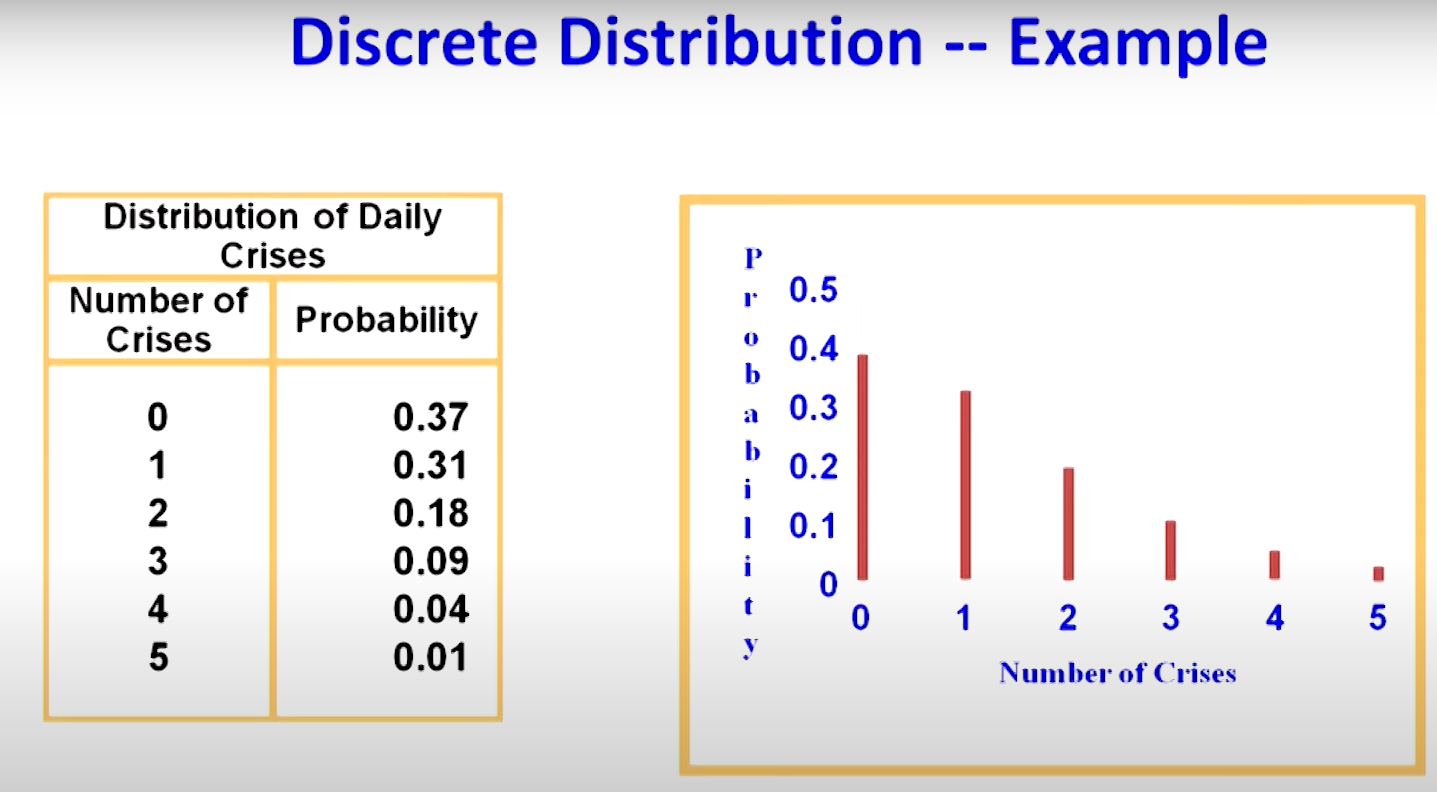 Discrete Distribution -- Example
Distribution of Daily
Crises
Number of
Crises
Probability
0 0.37
1 0.31
2 0.18
3 0.09
4 0.04
5 0.01
Probability
0.5
0.4
0.3
0.2
0.1
0
0 1 2 3 4 5
Number of Crises